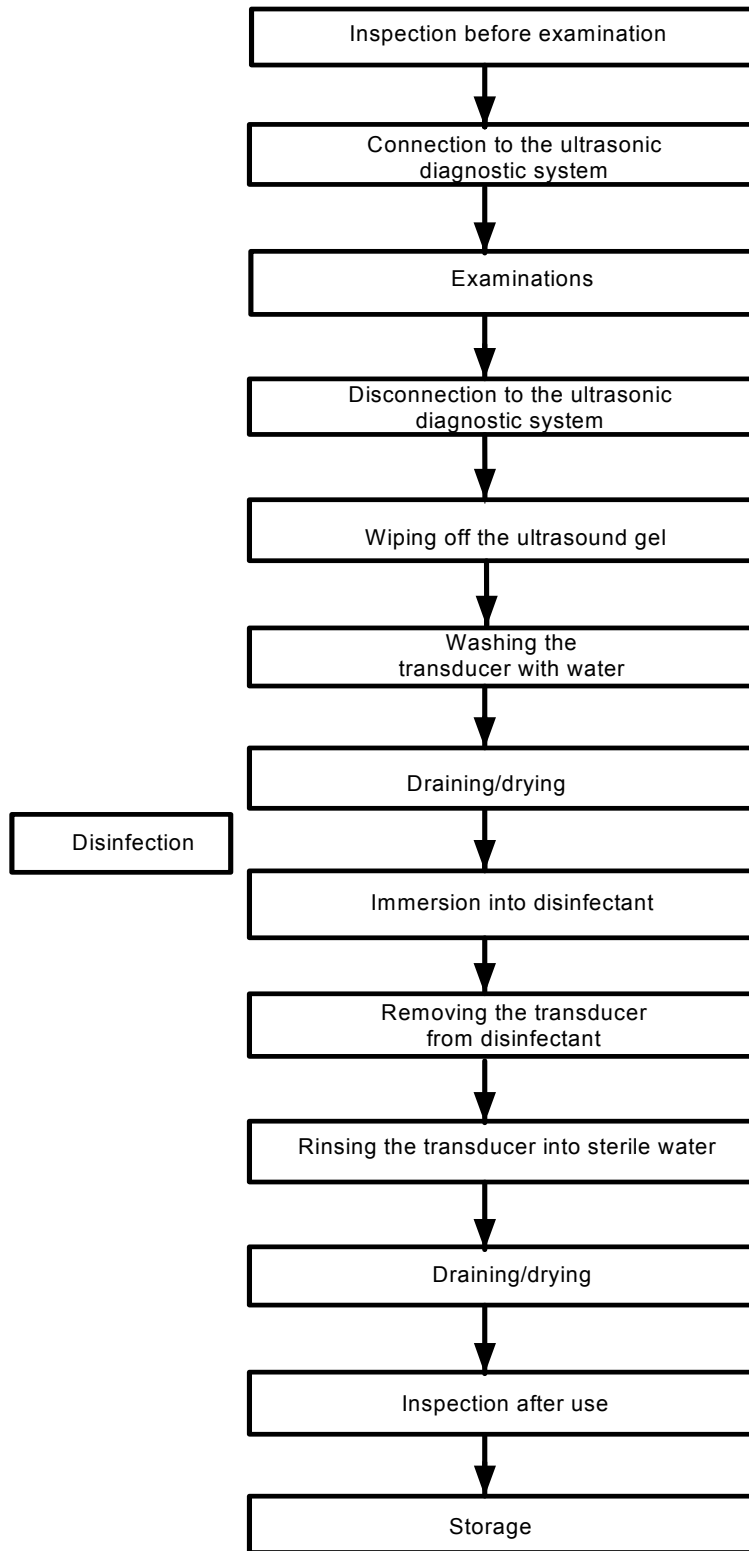 Inspection before examination
Connection to the ultrasonic
diagnostic system
Examinations
Disconnection to the ultrasonic
diagnostic system
Wiping off the ultrasound gel
Washing the
transducer with water
Draining/drying
Disinfection
Immersion into disinfectant
Removing the transducer
from disinfectant
Rinsing the transducer into sterile water
Draining/drying
Inspection after use
Storage